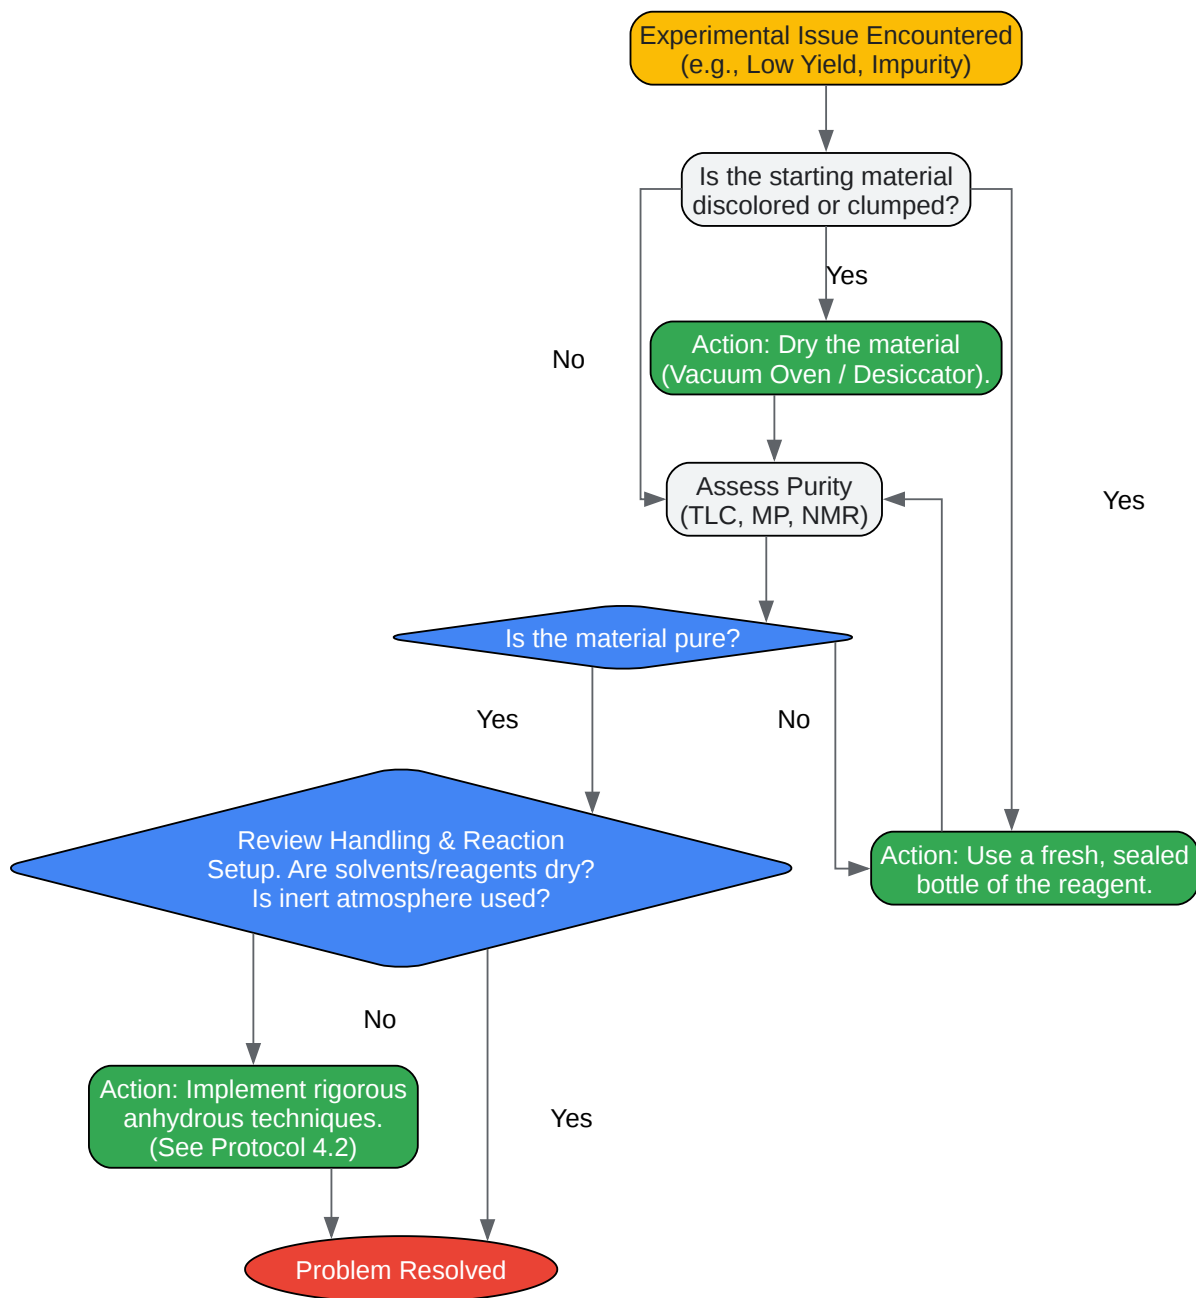 Experimental Issue Encountered
(e.g., Low Yield, Impurity)
Is the starting material
discolored or clumped?
Yes
No
Action: Dry the material
(Vacuum Oven / Desiccator).
Assess Purity
(TLC, MP, NMR)
Yes
Is the material pure?
Yes
No
Review Handling & Reaction
Setup. Are solvents/reagents dry?
Is inert atmosphere used?
Action: Use a fresh, sealed
bottle of the reagent.
No
Action: Implement rigorous
anhydrous techniques.
(See Protocol 4.2)
Yes
Problem Resolved